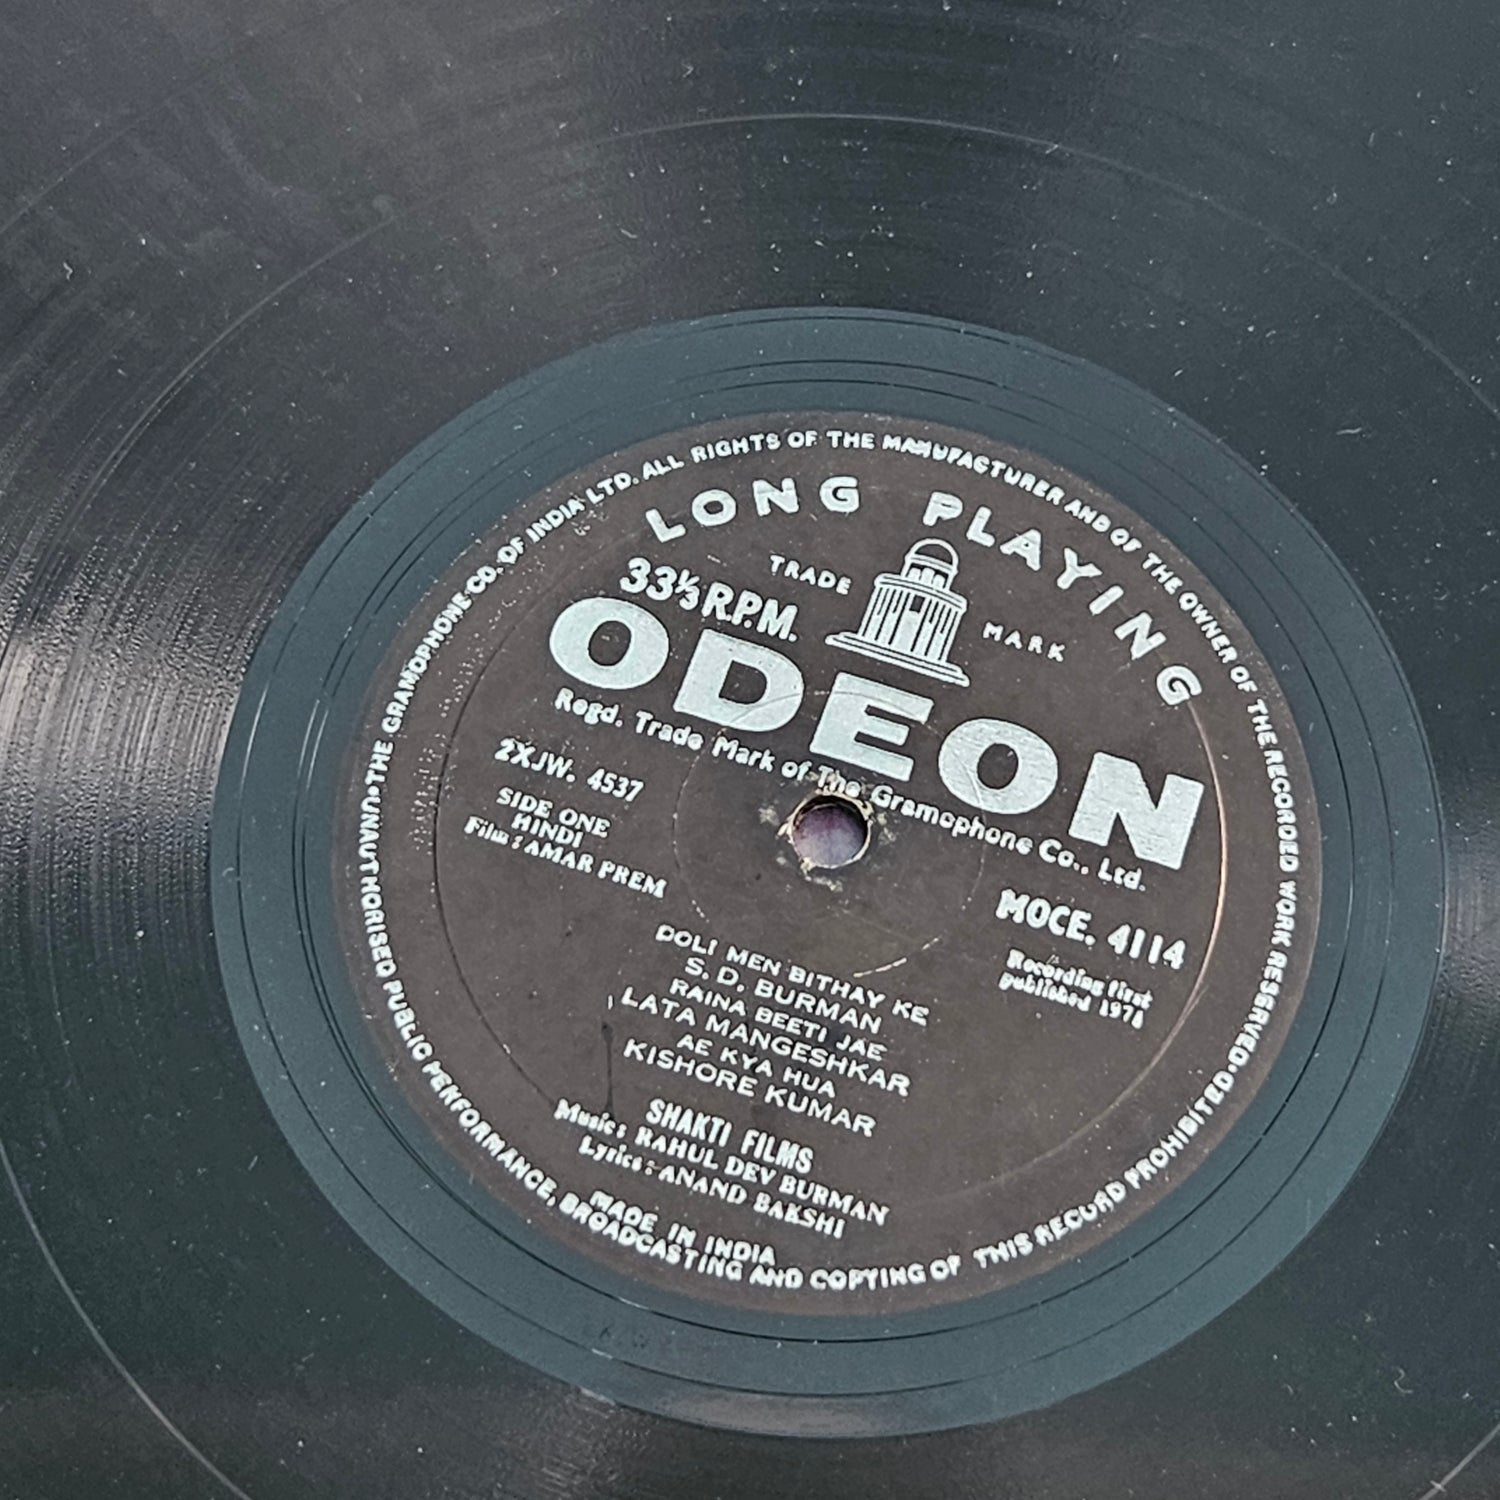 THE GRAMOPHONE CO. OF INDIA LTD. ALL RIGHTS OF THE MANUFACTURER AND OF THE OWNER OF THE RECORDED WORK RESERVED
UNAUTHORISED PUBLIC PERFORMANCE, BROADCASTING AND COPYING OF THIS RECORD PROHIBITED
LONG PLAYING
TRADE MARK
33⅓ R.P.M.
ODEON
Regd. Trade Mark of The Gramophone Co., Ltd.
2XJW. 4537
SIDE ONE
HINDI
Film : AMAR PREM
MOCE. 4114
Recording first
published
DOLI MEN BITHAY KE
S. D. BURMAN
RAINA BEETI JAE
LATA MANGESHKAR
AE KYA HUA
KISHORE KUMAR
SHAKTI FILMS
Music: RAHUL DEV BURMAN
Lyrics: ANAND BAKSHI
MADE IN INDIA